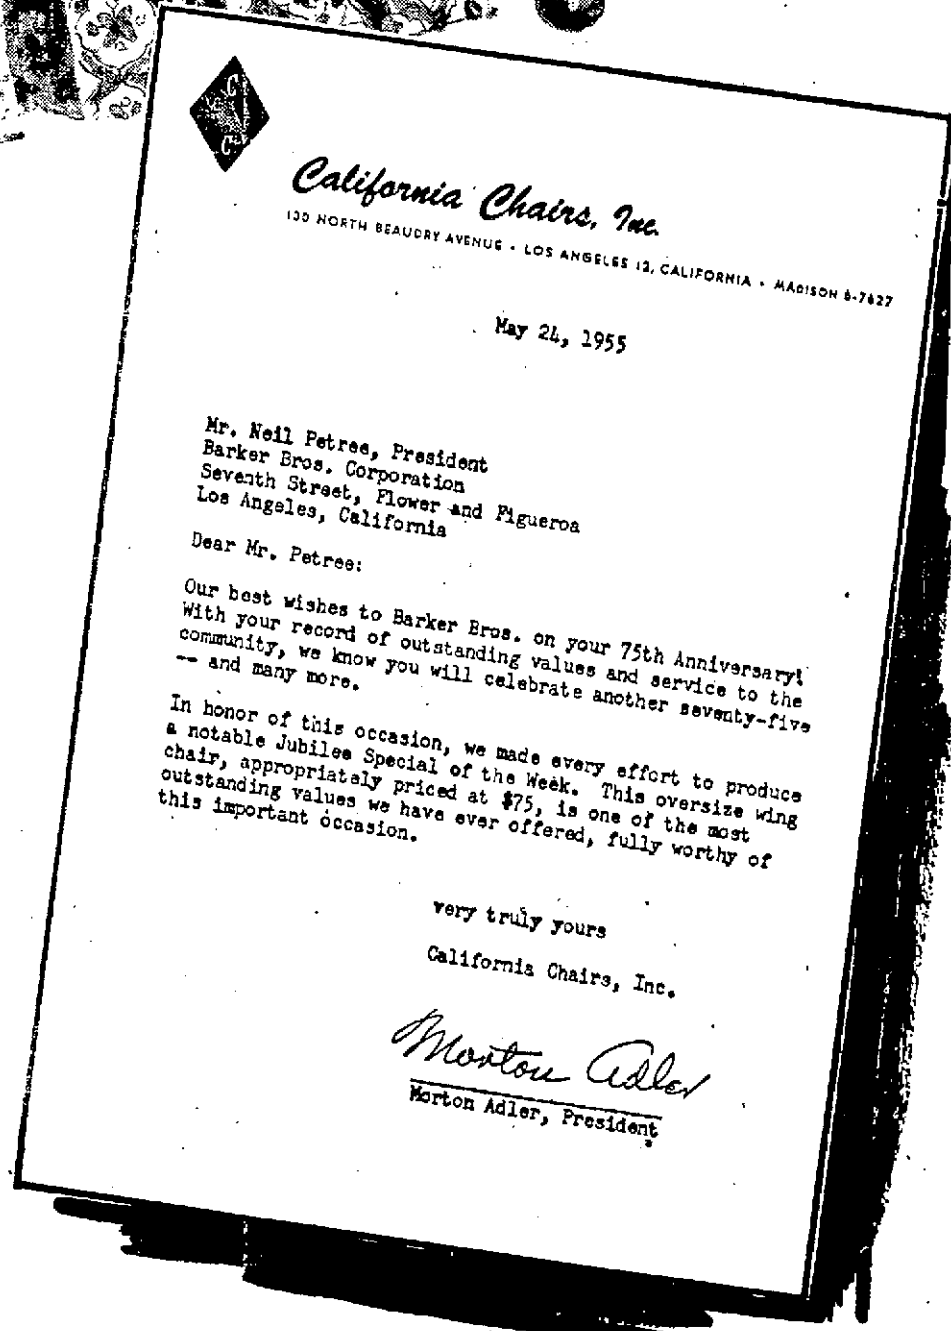 C
C
California Chairs, Inc.
130 NORTH BEAUDRY AVENUE • LOS ANGELES 12, CALIFORNIA • MADISON 6-7627
May 24, 1955
Mr. Neil Petree, President
Barker Bros. Corporation
Seventh Street, Flower and Figueroa
Los Angeles, California
Dear Mr. Petree:
Our best wishes to Barker Bros. on your 75th Anniversary!
With your record of outstanding values and service to the
community, we know you will celebrate another seventy-five
-- and many more.
In honor of this occasion, we made every effort to produce
a notable Jubilee Special of the Week. This oversize wing
chair, appropriately priced at $75, is one of the most
outstanding values we have ever offered, fully worthy of
this important occasion.
very truly yours
California Chairs, Inc.
Morton Adler
Morton Adler, President